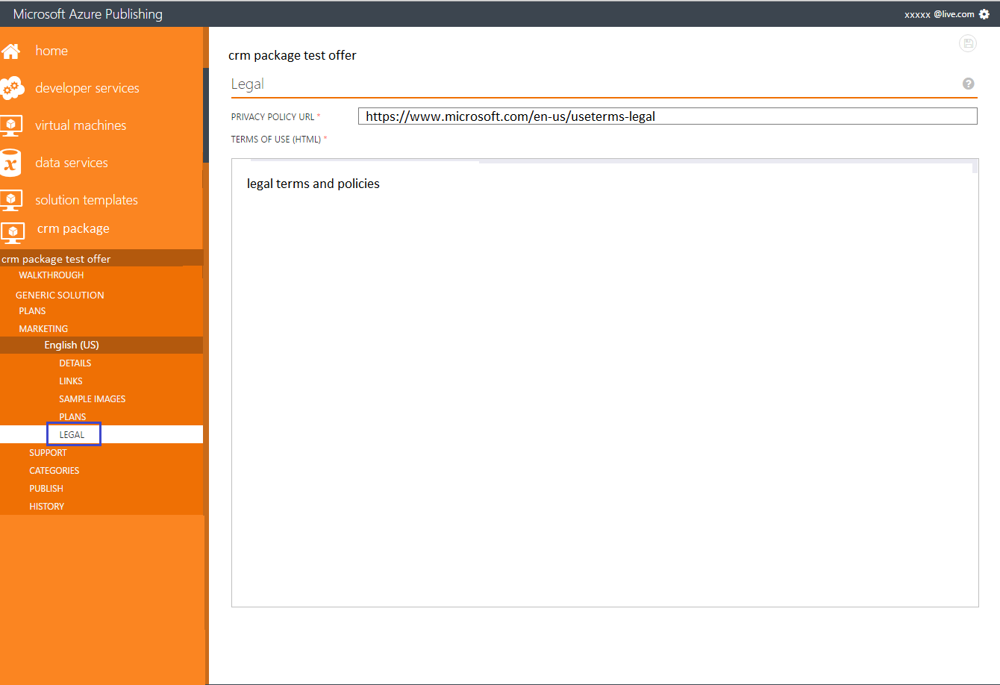 Microsoft Azure Publishing
xxxxx @live.com
home
developer services
virtual machines
data services
solution templates
crm package
crm package test offer
WALKTHROUGH
GENERIC SOLUTION
PLANS
MARKETING
English (US)
DETAILS
LINKS
SAMPLE IMAGES
PLANS
LEGAL
SUPPORT
CATEGORIES
PUBLISH
HISTORY
crm package test offer
Legal
?
PRIVACY POLICY URL * https://www.microsoft.com/en-us/useterms-legal
TERMS OF USE (HTML) *
legal terms and policies